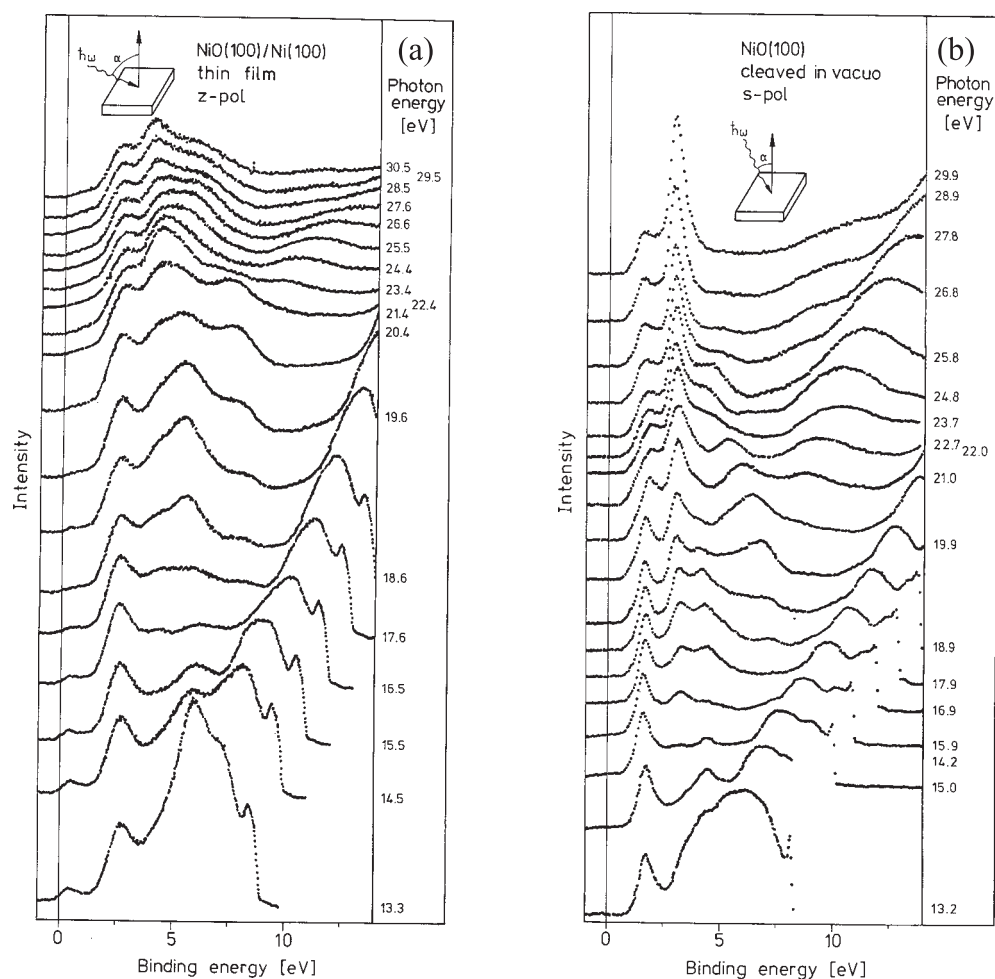 (a)
NiO(100)/Ni(100)
thin film
z-pol
ħω
α
Photon
energy
[eV]
30.5
29.5
28.5
27.6
26.6
25.5
24.4
23.4
22.4
21.4
20.4
19.6
18.6
17.6
16.5
15.5
14.5
13.3
Intensity
0
5
10
Binding energy [eV]
(b)
NiO(100)
cleaved in vacuo
s-pol
ħω
α
Photon
energy
[eV]
29.9
28.9
27.8
26.8
25.8
24.8
23.7
22.7
22.0
21.0
19.9
18.9
17.9
16.9
15.9
14.2
15.0
13.2
Intensity
0
5
10
Binding energy [eV]